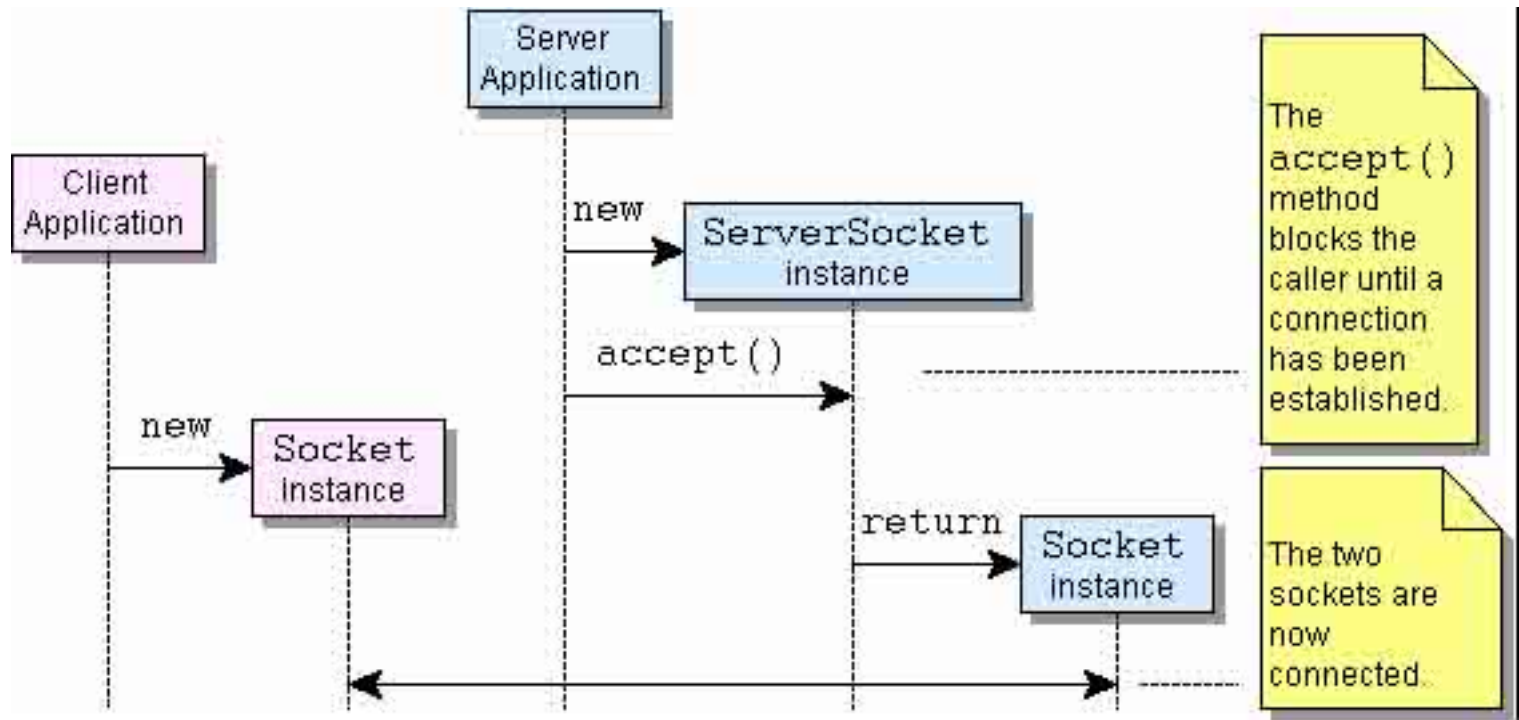 Server
Application
Client
Application
new
ServerSocket
instance
accept()
new
Socket
instance
return
Socket
instance
The
accept()
method
blocks the
caller until a
connection
has been
established.
The two
sockets are
now
connected.